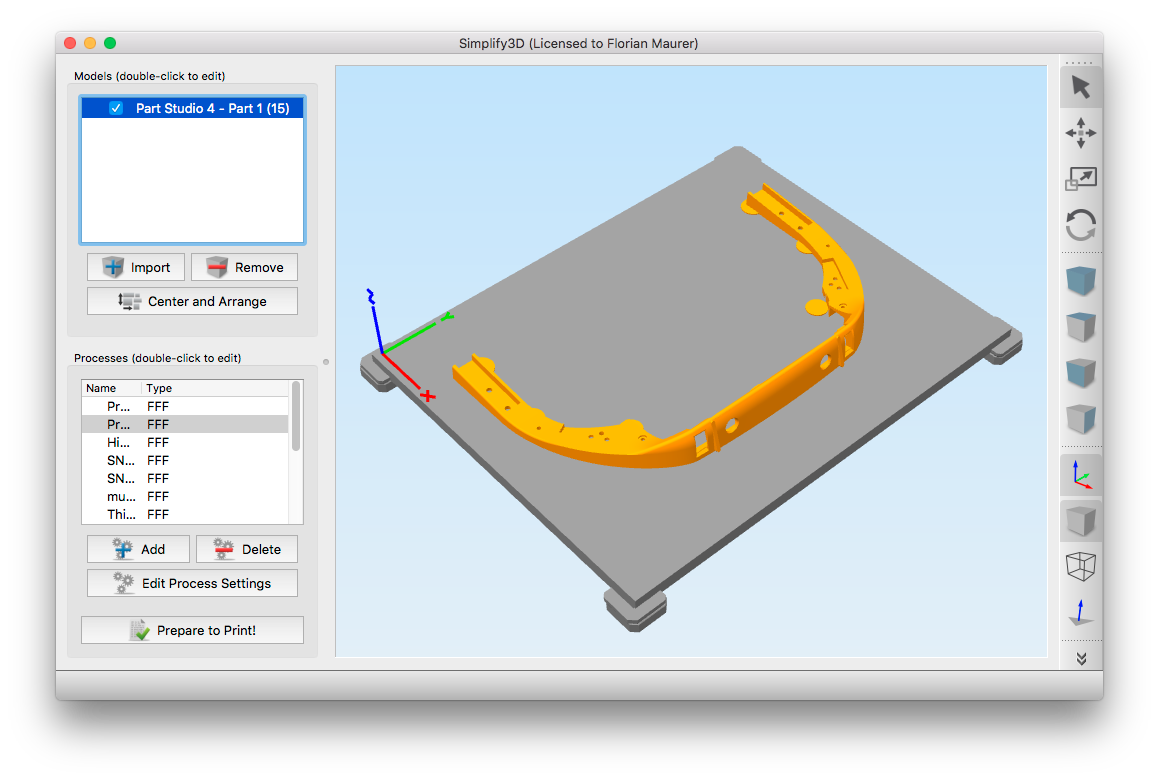 Simplify3D (Licensed to Florian Maurer)
Models (double-click to edit)
Part Studio 4 - Part 1 (15)
Import Remove
Center and Arrange
Processes (double-click to edit)
Name Type
Pr... FFF
Pr... FFF
Hi... FFF
SN... FFF
SN... FFF
mu... FFF
Thi... FFF
Add Delete
Edit Process Settings
Prepare to Print!
Z
Y
X